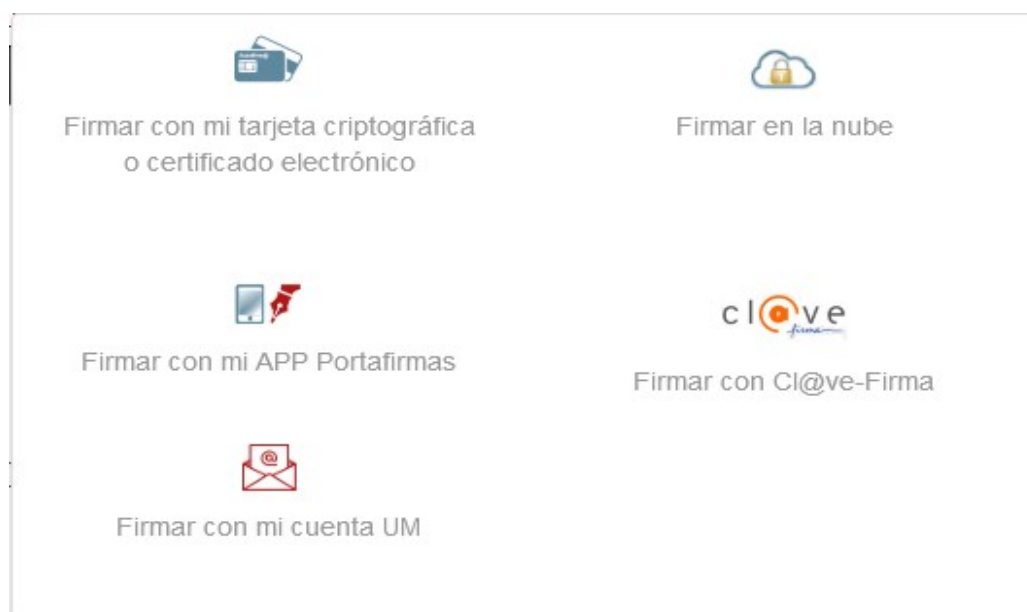 Firmar con mi tarjeta criptográfica
o certificado electrónico
Firmar en la nube
Firmar con mi APP Portafirmas
cl@ve
firma
Firmar con Cl@ve-Firma
@
Firmar con mi cuenta UM